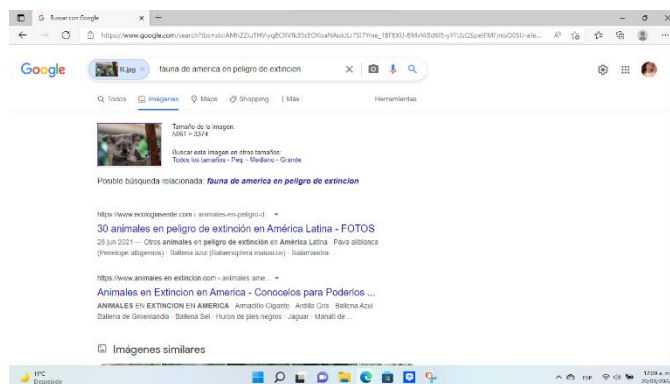 Buscar con Google
Google
R.jpg
fauna de america en peligro de extincion
Todos
Imágenes
Maps
Shopping
Más
Herramientas
Tamaño de la imagen:
5061 × 3374
Buscar esta imagen en otros tamaños:
Todos los tamaños - Peq. - Mediano - Grande
Posible búsqueda relacionada: fauna de america en peligro de extincion
https://www.ecologiaverde.com › animales-en-peligro-d...
30 animales en peligro de extinción en América Latina - FOTOS
28 jun 2021 — Otros animales en peligro de extinción en América Latina · Pava aliblanca
(Penelope albipennis) · Ballena azul (Balaenoptera musculus) · Salamandra ...
https://www.animales-en-extincion.com › animales-ame...
Animales en Extincion en America - Conocelos para Poderlos ...
ANIMALES EN EXTINCION EN AMERICA · Armadillo Gigante · Ardilla Gris · Ballena Azul
Ballena de Groenlandia · Ballena Sei · Huron de pies negros · Jaguar · Manati de ...
Imágenes similares
11°C
Despejado
ESP